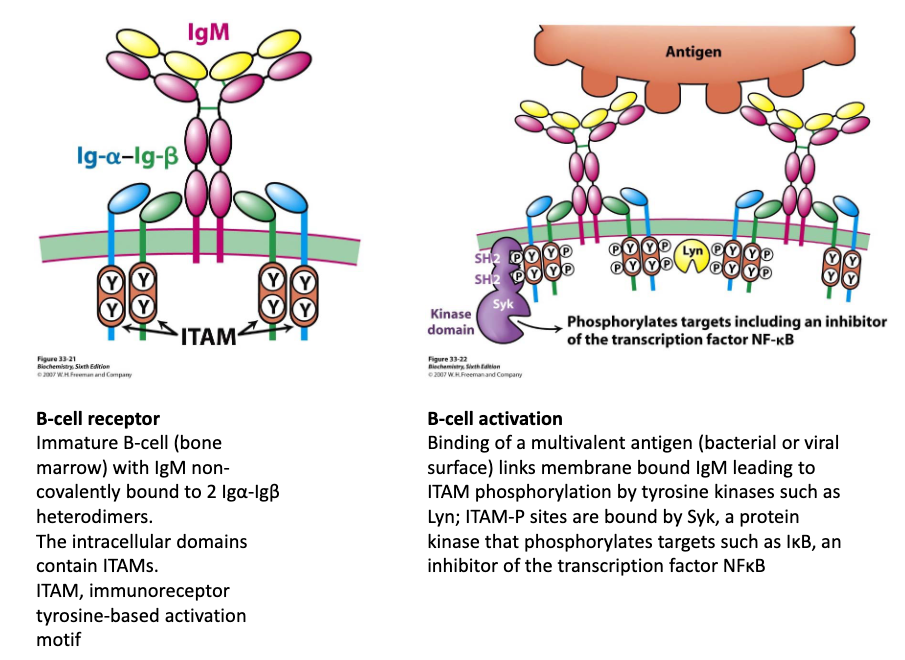 IgM
Ig-α–Ig-β
Y
Y
Y
Y
Y
Y
Y
Y
ITAM
Figure 33-21
Biochemistry, Sixth Edition
© 2007 W. H. Freeman and Company
Antigen
SH2
SH2
P
P
Y
Y
Y
Y
P
P
P
P
Y
Y
Y
Y
P
P
Lyn
P
P
Y
Y
Y
Y
P
P
Y
Y
Y
Y
Syk
Kinase
domain
Phosphorylates targets including an inhibitor
of the transcription factor NF-κB
Figure 33-22
Biochemistry, Sixth Edition
© 2007 W. H. Freeman and Company
B-cell receptor
Immature B-cell (bone
marrow) with IgM non-
covalently bound to 2 Igα-Igβ
heterodimers.
The intracellular domains
contain ITAMs.
ITAM, immunoreceptor
tyrosine-based activation
motif
B-cell activation
Binding of a multivalent antigen (bacterial or viral
surface) links membrane bound IgM leading to
ITAM phosphorylation by tyrosine kinases such as
Lyn; ITAM-P sites are bound by Syk, a protein
kinase that phosphorylates targets such as IκB, an
inhibitor of the transcription factor NFκB